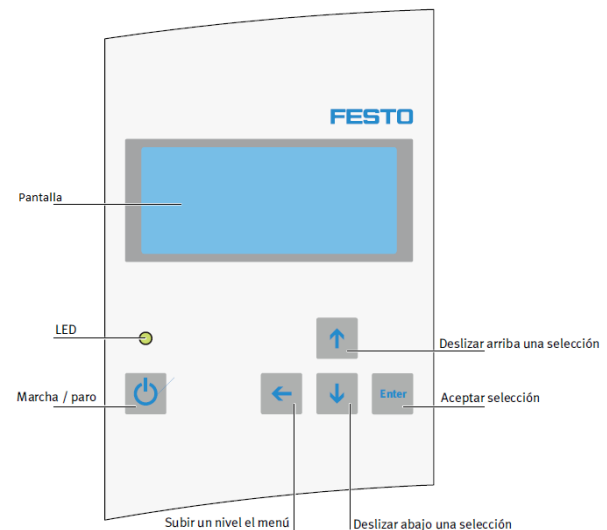 FESTO
Pantalla
LED
Deslizar arriba una selección
Marcha / paro
Enter
Aceptar selección
Subir un nivel el menú
Deslizar abajo una selección